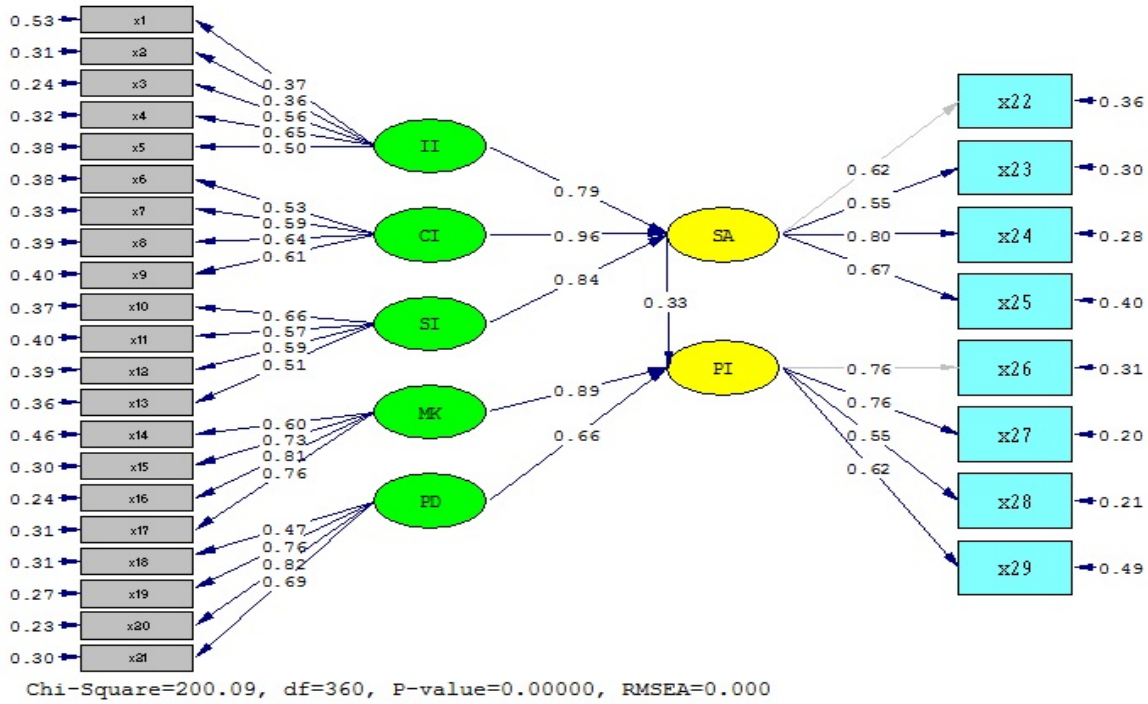 0.53 x1
0.31 x2
0.24 x3
0.32 x4
0.38 x5
0.38 x6
0.33 x7
0.39 x8
0.40 x9
0.37 x10
0.40 x11
0.39 x12
0.36 x13
0.46 x14
0.30 x15
0.24 x16
0.31 x17
0.31 x18
0.27 x19
0.23 x20
0.30 x21
0.37
0.36
0.56
0.65
0.50
0.53
0.59
0.64
0.61
0.66
0.57
0.59
0.51
0.60
0.73
0.81
0.76
0.47
0.76
0.82
0.69
II
CI
SI
MK
PD
0.79
0.96
0.84
0.33
0.89
0.66
SA
PI
0.62
0.55
0.80
0.67
0.76
0.76
0.55
0.62
x22 0.36
x23 0.30
x24 0.28
x25 0.40
x26 0.31
x27 0.20
x28 0.21
x29 0.49
Chi-Square=200.09, df=360, P-value=0.00000, RMSEA=0.000